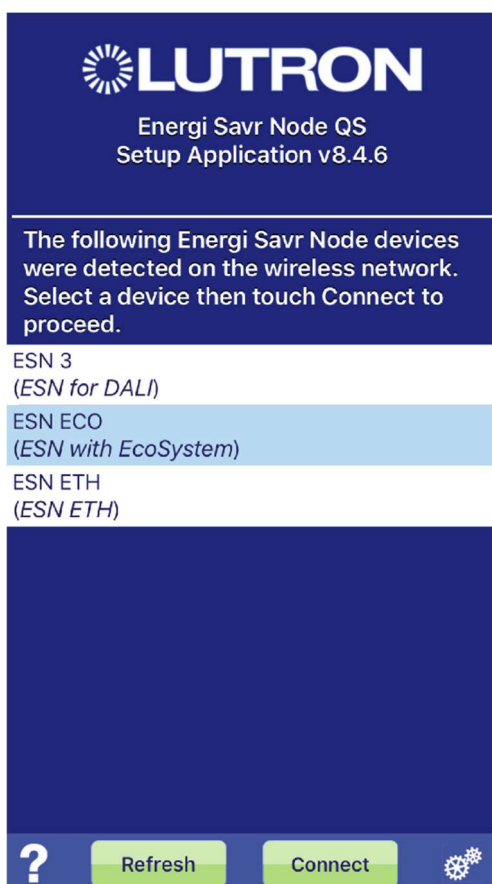 LUTRON
Energi Savr Node QS
Setup Application v8.4.6
The following Energi Savr Node devices
were detected on the wireless network.
Select a device then touch Connect to
proceed.
ESN 3
(ESN for DALI)
ESN ECO
(ESN with EcoSystem)
ESN ETH
(ESN ETH)
? Refresh Connect